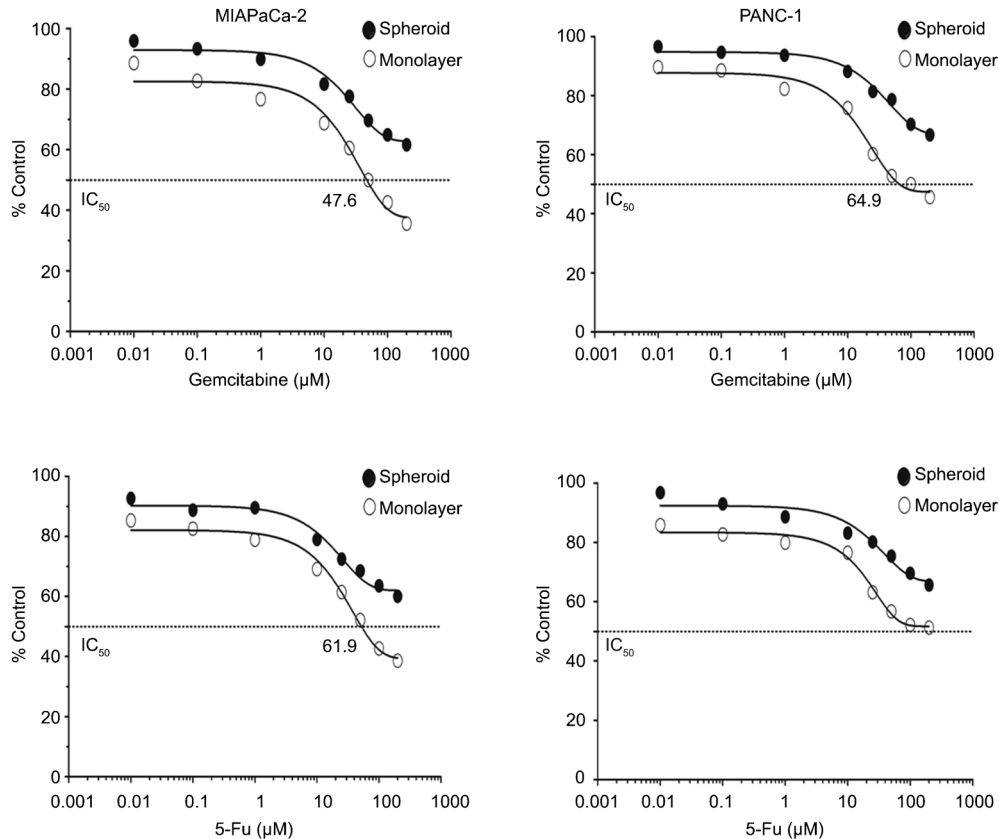 MIAPaCa-2
Spheroid
Monolayer
100
80
60
40
20
0
% Control
IC50
47.6
0.001 0.01 0.1 1 10 100 1000
Gemcitabine (µM)
PANC-1
Spheroid
Monolayer
100
80
60
40
20
0
% Control
IC50
64.9
0.001 0.01 0.1 1 10 100 1000
Gemcitabine (µM)
Spheroid
Monolayer
100
80
60
40
20
0
% Control
IC50
61.9
0.001 0.01 0.1 1 10 100 1000
5-Fu (µM)
Spheroid
Monolayer
100
80
60
40
20
0
% Control
IC50
0.001 0.01 0.1 1 10 100 1000
5-Fu (µM)